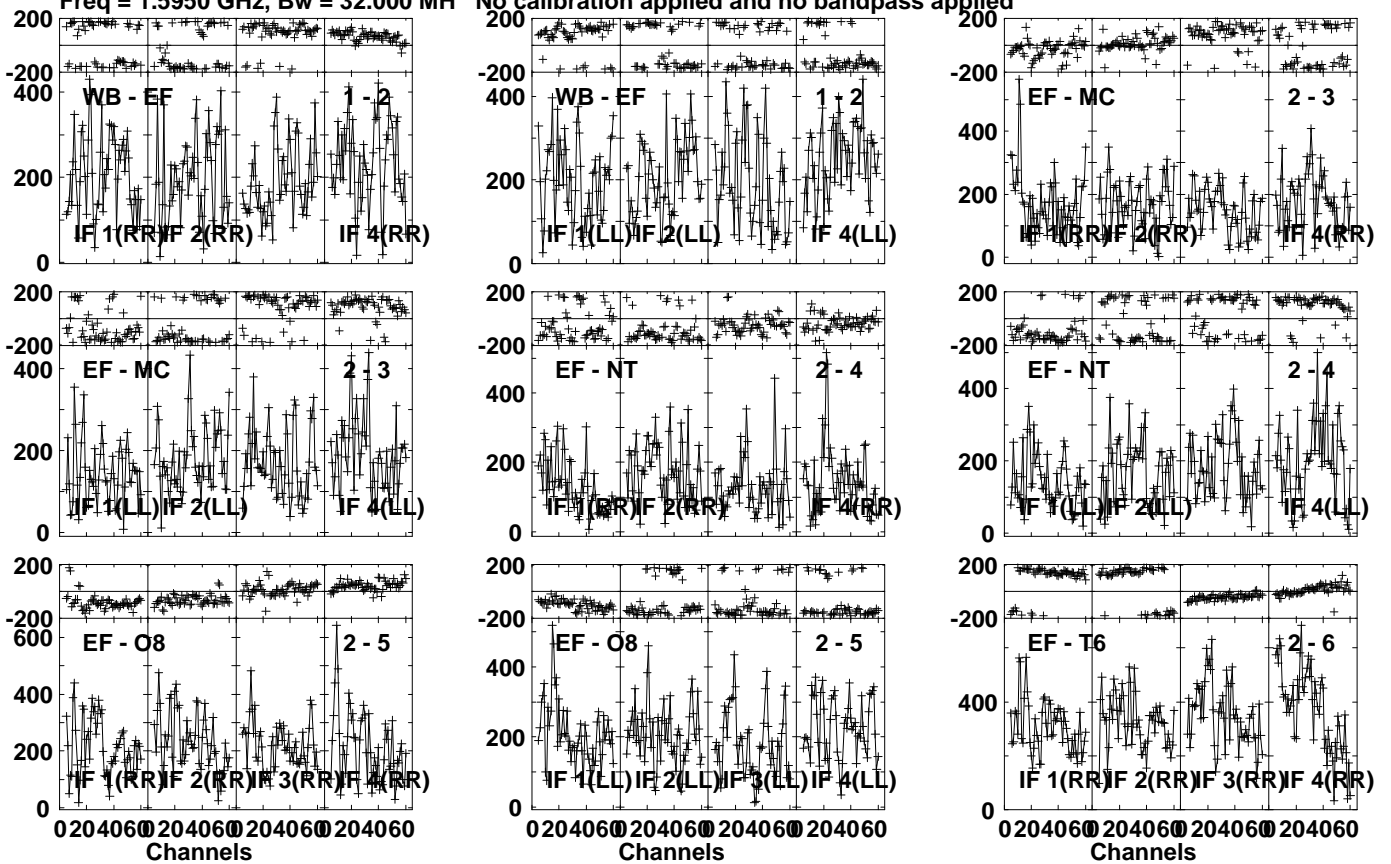 Freq = 1.5950 GHz, Bw = 32.000 MH No calibration applied and no bandpass applied
200
-200
400
200
0
WB - EF 1 - 2
IF 1(RR) IF 2(RR) IF 4(RR)
200
-200
400
200
0
WB - EF 1 - 2
IF 1(LL) IF 2(LL) IF 4(LL)
200
-200
400
200
0
EF - MC 2 - 3
IF 1(RR) IF 2(RR) IF 4(RR)
200
-200
400
200
0
EF - MC 2 - 3
IF 1(LL) IF 2(LL) IF 4(LL)
200
-200
400
200
0
EF - NT 2 - 4
IF 1(RR) IF 2(RR) IF 4(RR)
200
-200
400
200
0
EF - NT 2 - 4
IF 1(LL) IF 2(LL) IF 4(LL)
200
-200
600
400
200
0
EF - O8 2 - 5
IF 1(RR) IF 2(RR) IF 3(RR) IF 4(RR)
0 20 40 60 0 20 40 60 0 20 40 60 0 20 40 60
Channels
200
-200
400
200
0
EF - O8 2 - 5
IF 1(LL) IF 2(LL) IF 3(LL) IF 4(LL)
0 20 40 60 0 20 40 60 0 20 40 60 0 20 40 60
Channels
200
-200
400
0
EF - T6 2 - 6
IF 1(RR) IF 2(RR) IF 3(RR) IF 4(RR)
0 20 40 60 0 20 40 60 0 20 40 60 0 20 40 60
Channels